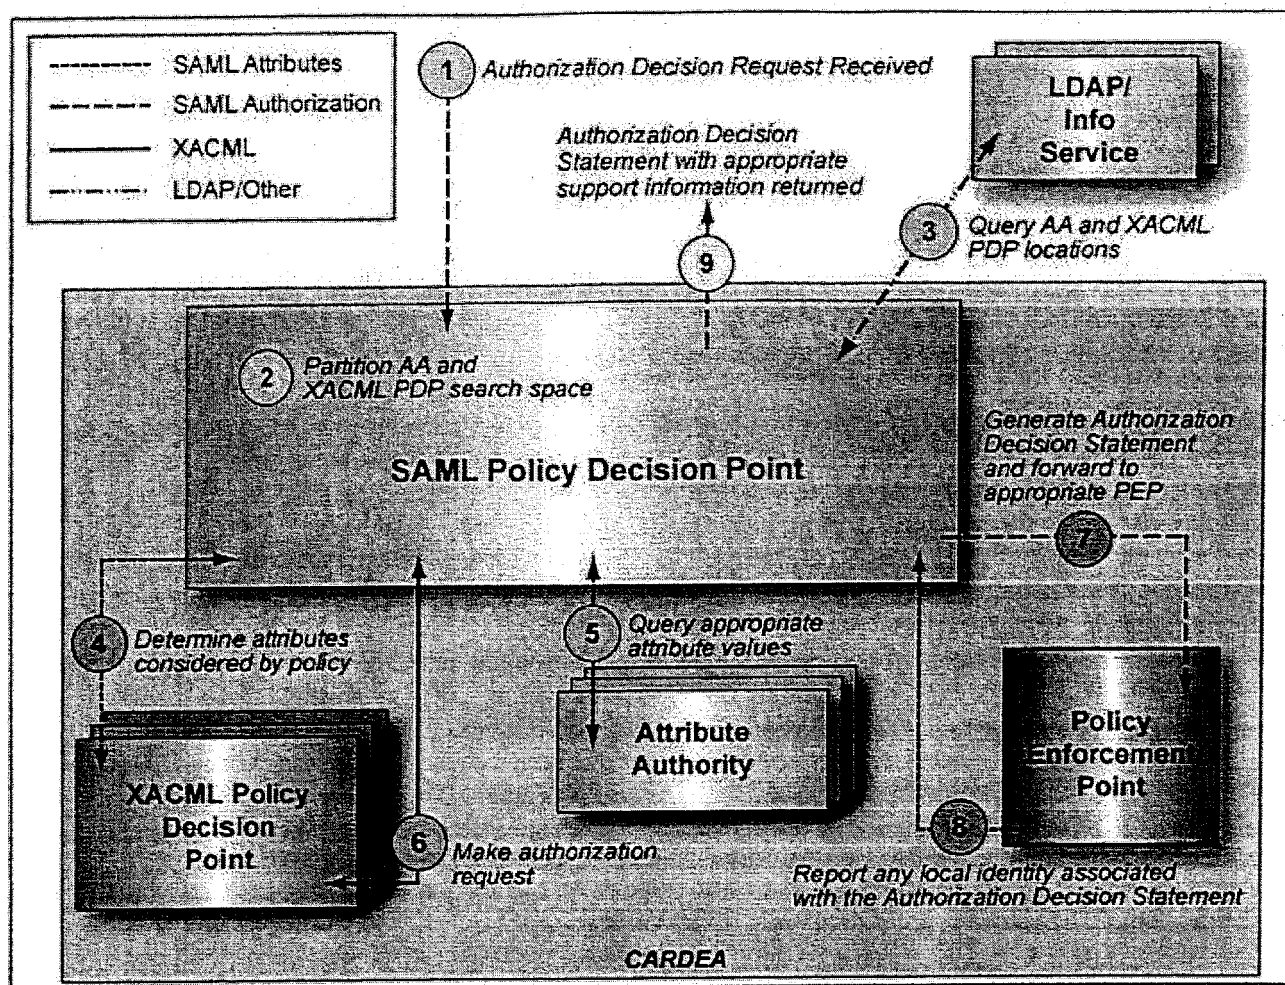 SAML Attributes
SAML Authorization
XACML
LDAP/Other
1
Authorization Decision Request Received
LDAP/
Info
Service
Authorization Decision
Statement with appropriate
support information returned
3
Query AA and XACML
PDP locations
9
2
Partition AA and
XACML PDP search space
SAML Policy Decision Point
Generate Authorization
Decision Statement
and forward to
appropriate PEP
7
4
Determine attributes
considered by policy
5
Query appropriate
attribute values
XACML Policy
Decision
Point
6
Make authorization
request
Attribute
Authority
Policy
Enforcement
Point
8
Report any local identity associated
with the Authorization Decision Statement
CARDEA